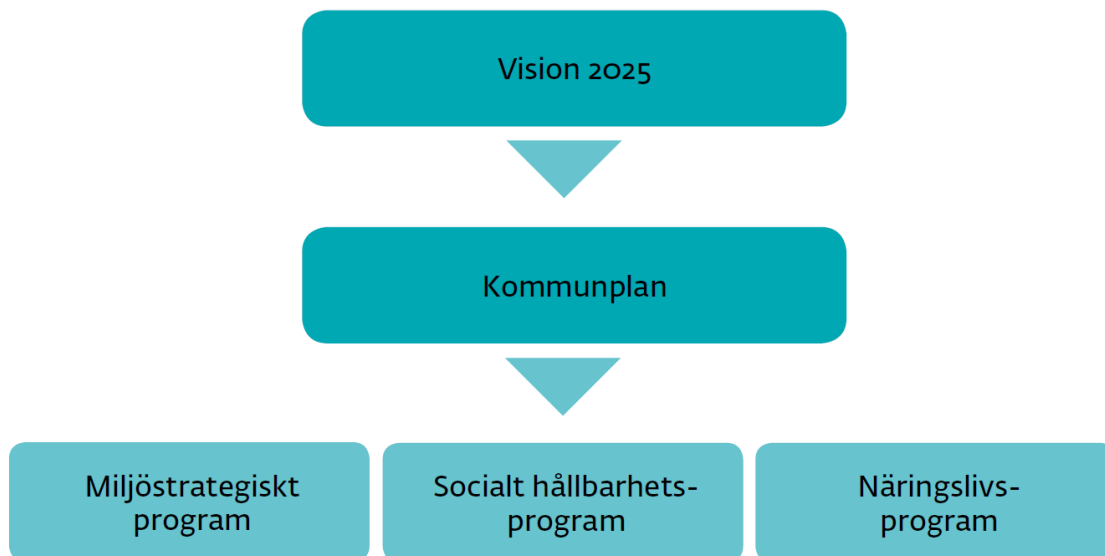 Vision 2025
Kommunplan
Miljöstrategiskt
program
Socialt hållbarhets-
program
Näringslivs-
program